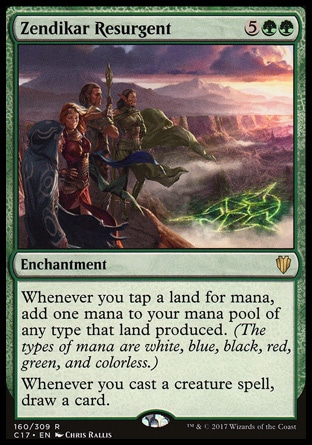 Zendikar Resurgent 5
Enchantment
Whenever you tap a land for mana,
add one mana to your mana pool of
any type that land produced. (The
types of mana are white, blue, black, red,
green, and colorless.)
Whenever you cast a creature spell,
draw a card.
160/309 R
C17 • EN CHRIS RALLIS
™ & © 2017 Wizards of the Coast